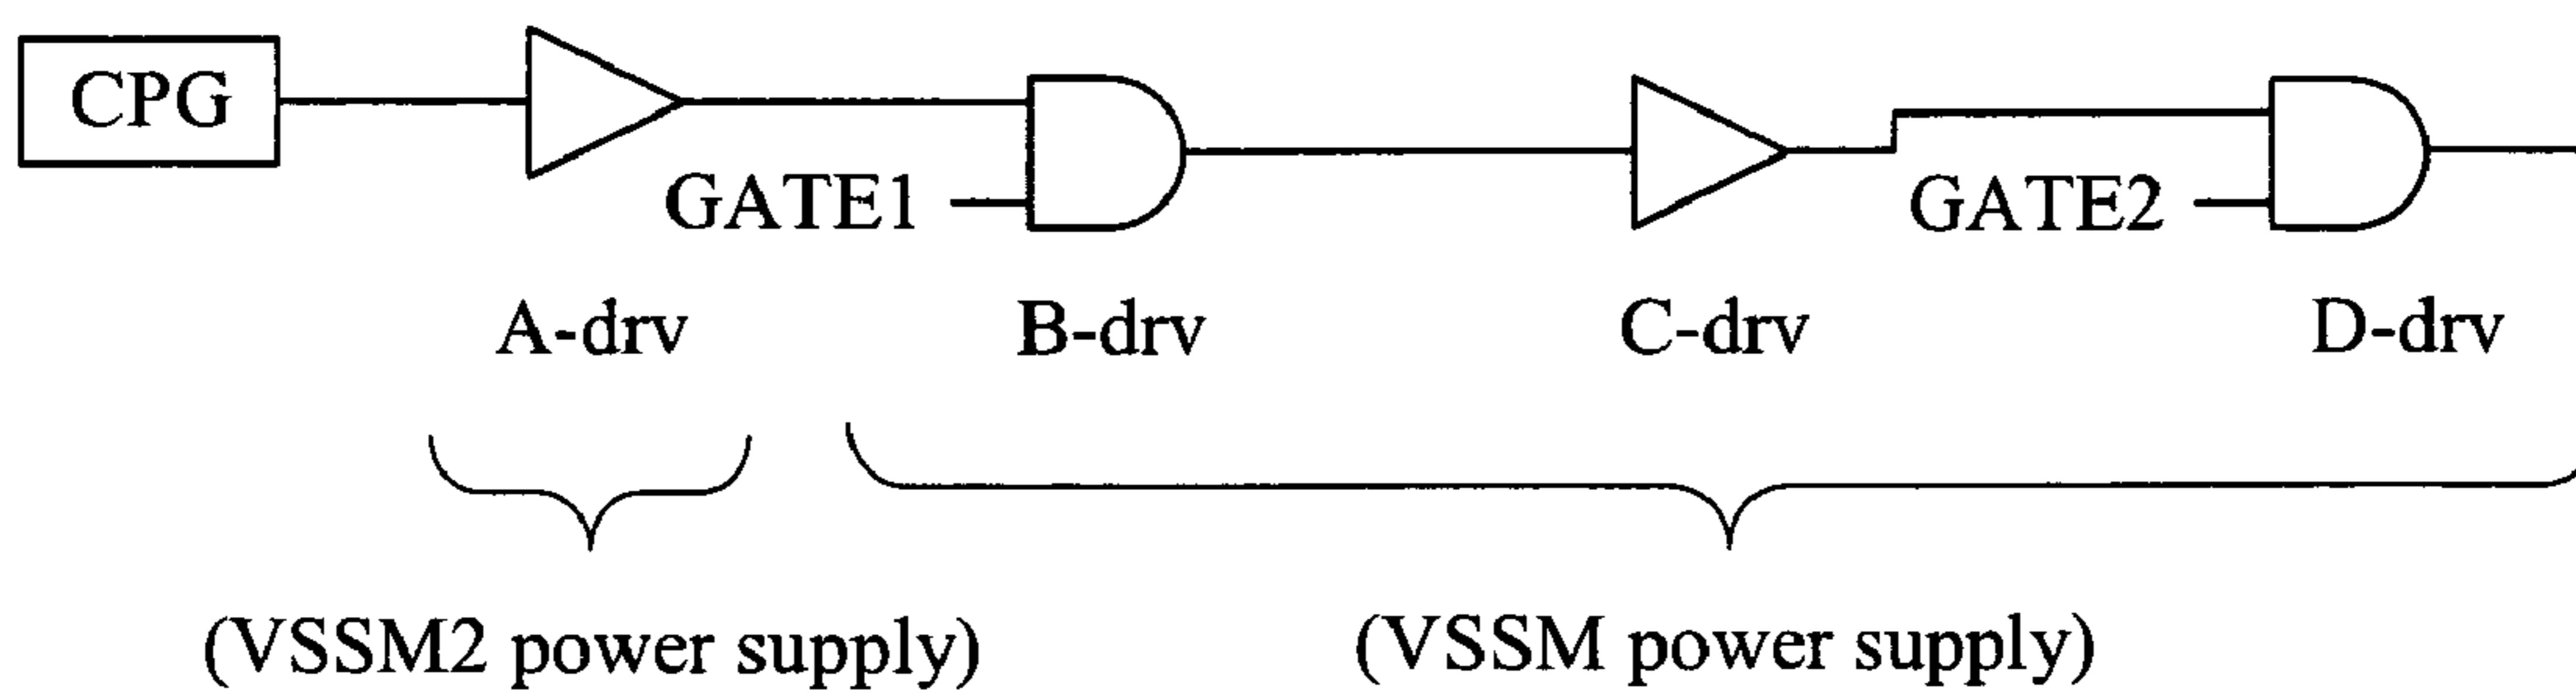 CPG
GATE1
GATE2
A-drv
B-drv
C-drv
D-drv
(VSSM2 power supply)
(VSSM power supply)